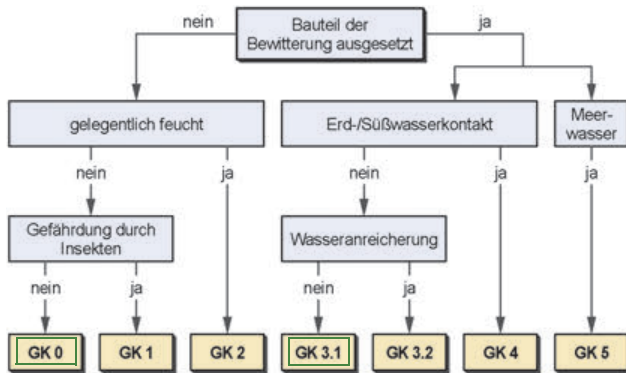 nein
Bauteil der
Bewitterung ausgesetzt
ja
gelegentlich feucht
Erd-/Süßwasserkontakt
Meer-
wasser
nein
ja
nein
ja
ja
Gefährdung durch
Insekten
Wasseranreicherung
nein
ja
nein
ja
GK 0
GK 1
GK 2
GK 3.1
GK 3.2
GK 4
GK 5